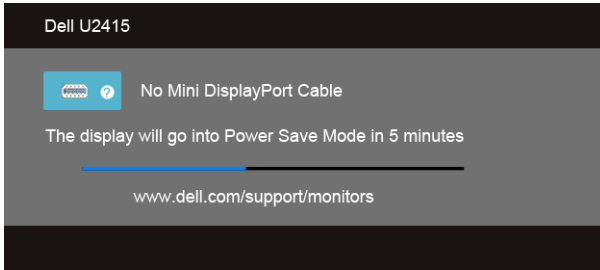 Dell U2415
? No Mini DisplayPort Cable
The display will go into Power Save Mode in 5 minutes
www.dell.com/support/monitors